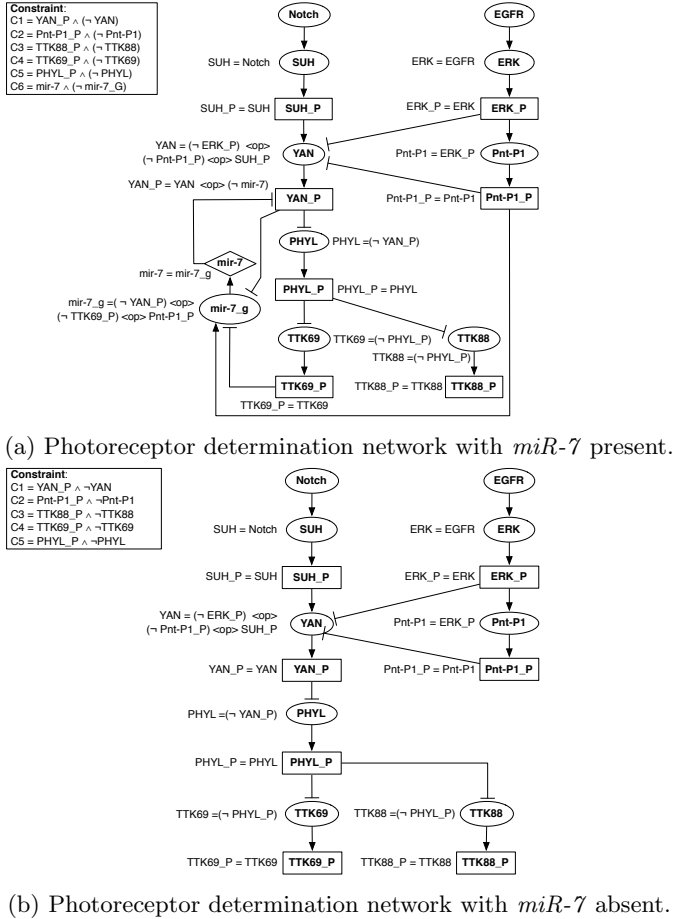 Constraint:
C1 = YAN_P ∧ (¬ YAN)
C2 = Pnt-P1_P ∧ (¬ Pnt-P1)
C3 = TTK88_P ∧ (¬ TTK88)
C4 = TTK69_P ∧ (¬ TTK69)
C5 = PHYL_P ∧ (¬ PHYL)
C6 = mir-7 ∧ (¬ mir-7_G)
Notch
EGFR
SUH = Notch
SUH
ERK = EGFR
ERK
SUH_P = SUH
SUH_P
ERK_P = ERK
ERK_P
YAN = (¬ ERK_P) <op>
(¬ Pnt-P1_P) <op> SUH_P
YAN
Pnt-P1 = ERK_P
Pnt-P1
YAN_P = YAN <op> (¬ mir-7)
YAN_P
Pnt-P1_P = Pnt-P1
Pnt-P1_P
PHYL
PHYL =(¬ YAN_P)
mir-7
mir-7 = mir-7_g
PHYL_P
PHYL_P = PHYL
mir-7_g =(¬ YAN_P) <op>
(¬ TTK69_P) <op> Pnt-P1_P
mir-7_g
TTK69
TTK69 =(¬ PHYL_P)
TTK88
TTK88 =(¬ PHYL_P)
TTK69_P
TTK69_P = TTK69
TTK88_P = TTK88
TTK88_P
(a) Photoreceptor determination network with miR-7 present.
Constraint:
C1 = YAN_P ∧ ¬YAN
C2 = Pnt-P1_P ∧ ¬Pnt-P1
C3 = TTK88_P ∧ ¬TTK88
C4 = TTK69_P ∧ ¬TTK69
C5 = PHYL_P ∧ ¬PHYL
Notch
EGFR
SUH = Notch
SUH
ERK = EGFR
ERK
SUH_P = SUH
SUH_P
ERK_P = ERK
ERK_P
YAN = (¬ ERK_P) <op>
(¬ Pnt-P1_P) <op> SUH_P
YAN
Pnt-P1 = ERK_P
Pnt-P1
YAN_P = YAN
YAN_P
Pnt-P1_P = Pnt-P1
Pnt-P1_P
PHYL =(¬ YAN_P)
PHYL
PHYL_P = PHYL
PHYL_P
TTK69 =(¬ PHYL_P)
TTK69
TTK88 =(¬ PHYL_P)
TTK88
TTK69_P = TTK69
TTK69_P
TTK88_P = TTK88
TTK88_P
(b) Photoreceptor determination network with miR-7 absent.